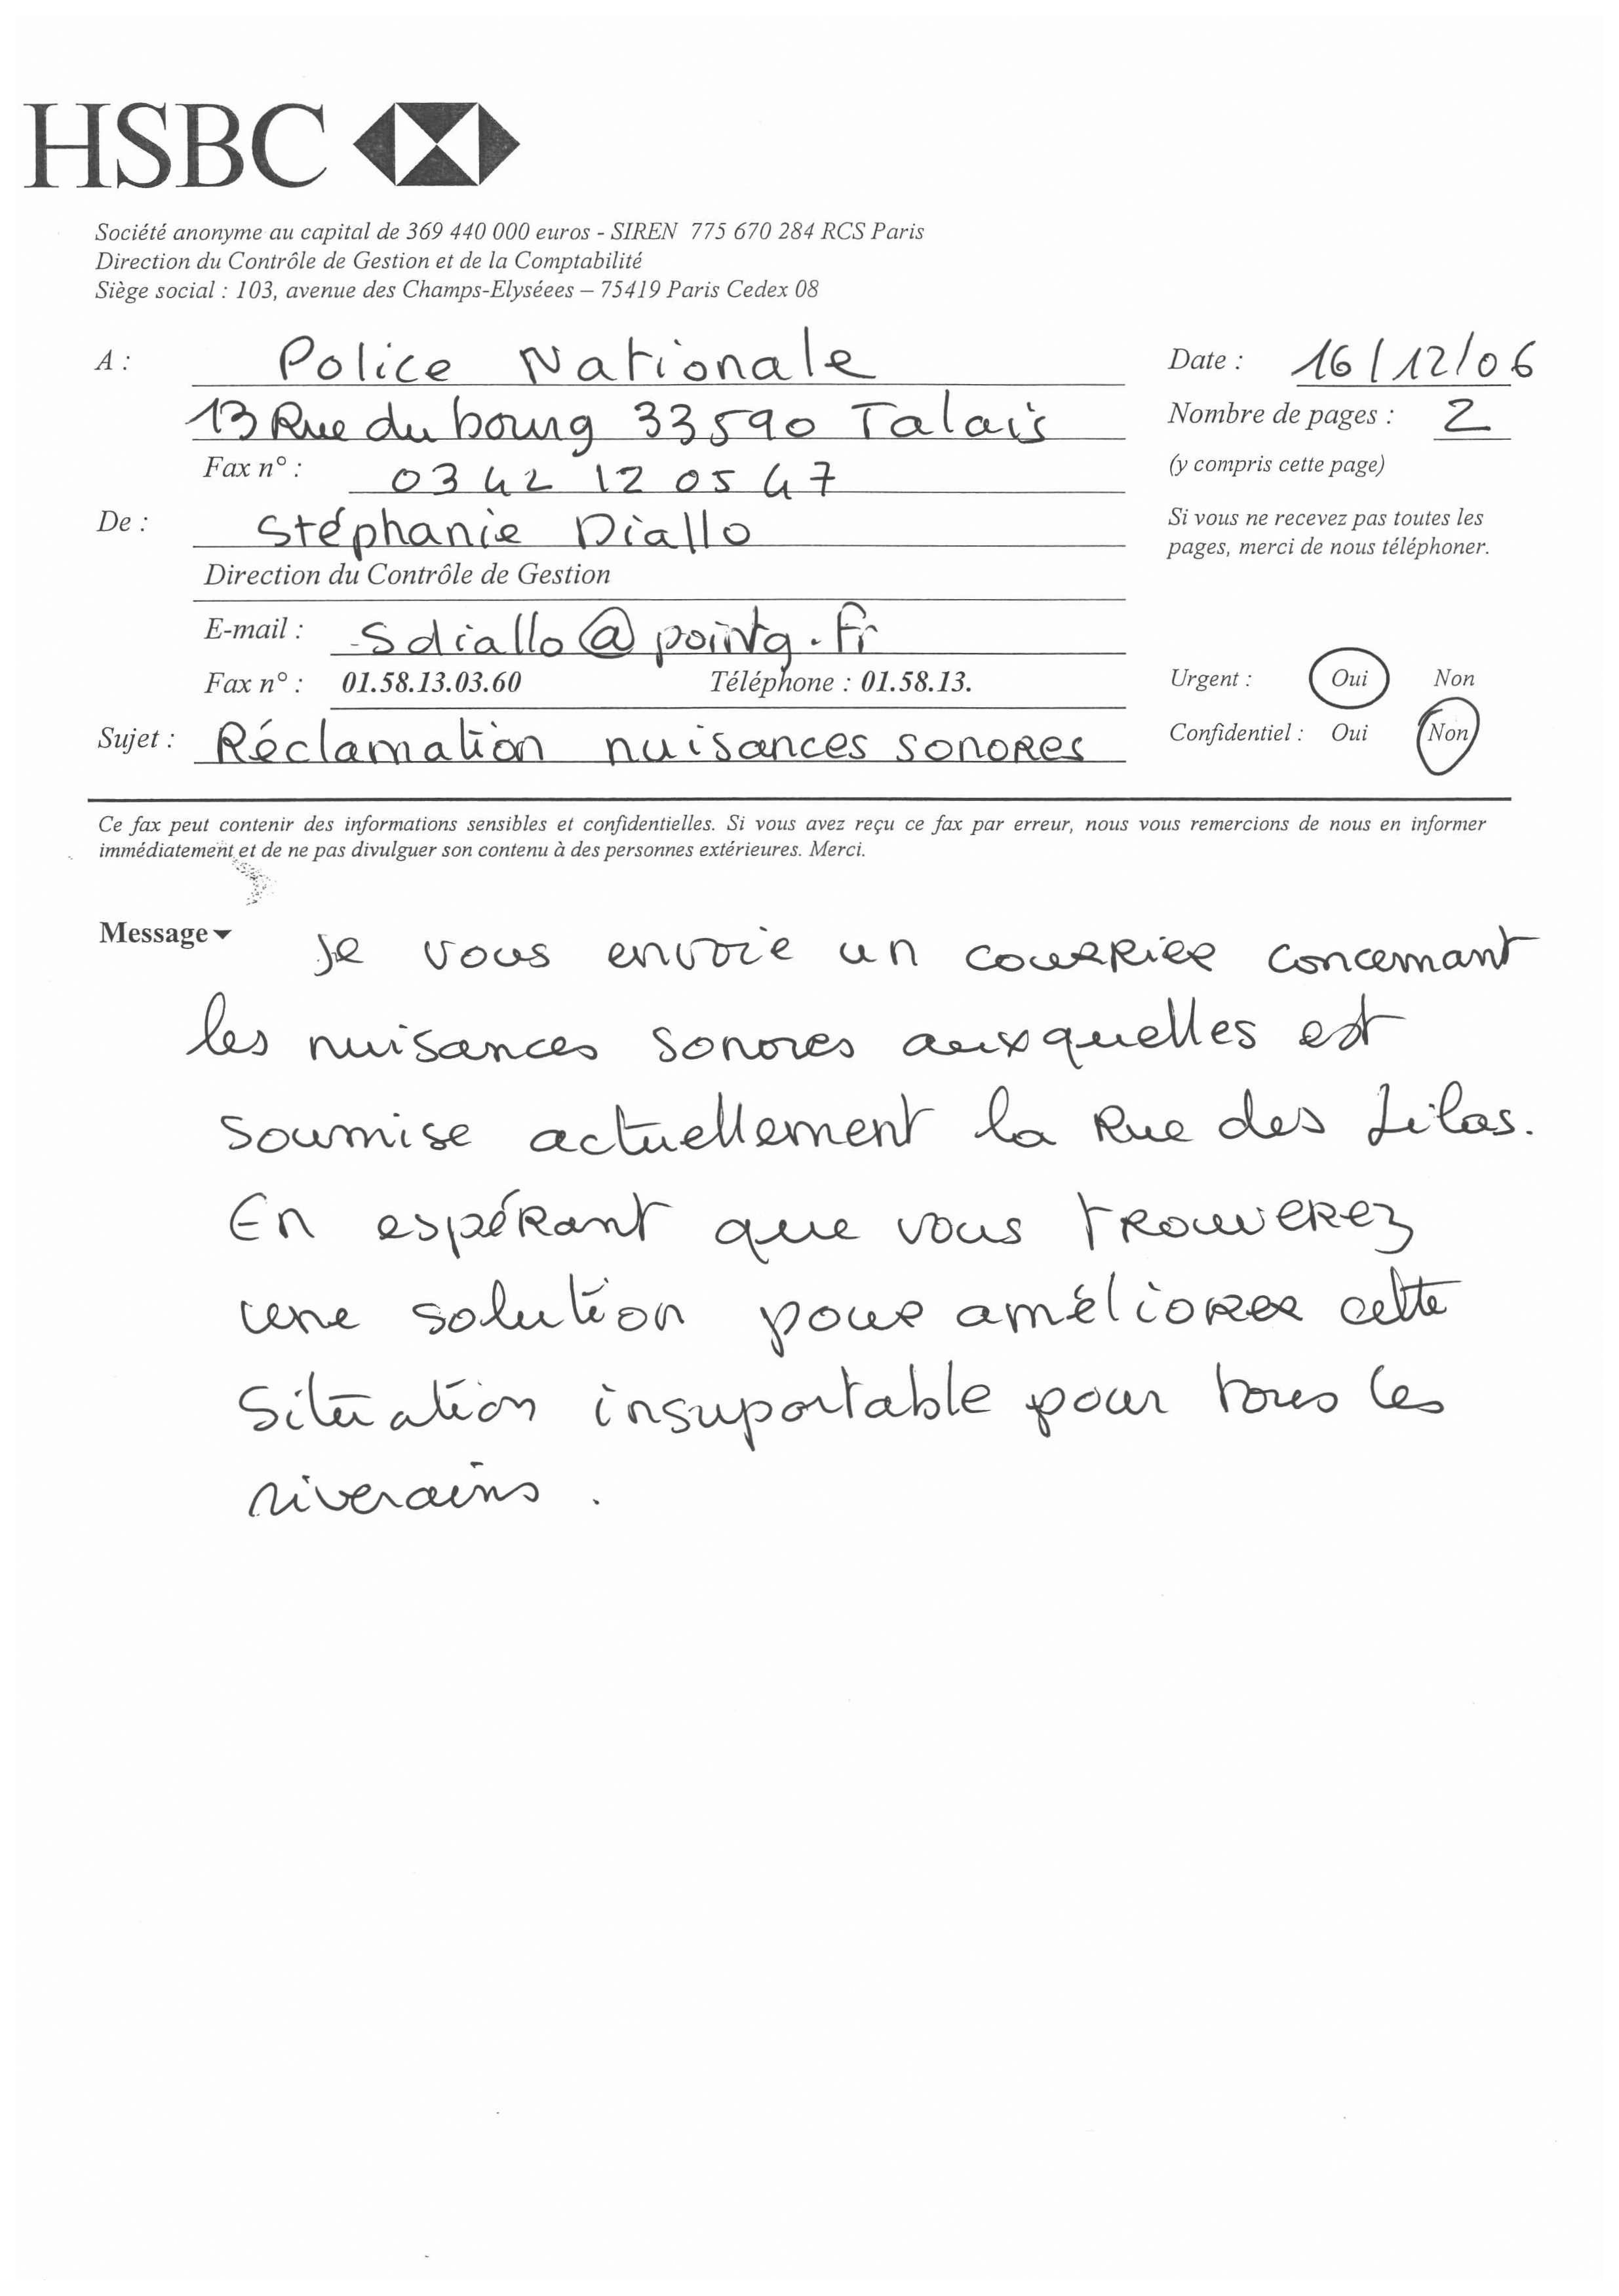 HSBC
Société anonyme au capital de 369 440 000 euros - SIREN 775 670 284 RCS Paris
Direction du Contrôle de Gestion et de la Comptabilité
Siège social : 103, avenue des Champs-Elysées – 75419 Paris Cedex 08
A : Police Nationale
13 Rue du bourg 33590 Talais
Fax n° : 03 42 12 05 47
De : Stéphanie Diallo
Direction du Contrôle de Gestion
E-mail : sdiallo@pointg.fr
Fax n° : 01.58.13.03.60 Téléphone : 01.58.13.
Sujet : Réclamation nuisances sonores
Date : 16/12/06
Nombre de pages : 2
(y compris cette page)
Si vous ne recevez pas toutes les
pages, merci de nous téléphoner.
Urgent : Oui Non
Confidentiel : Oui Non
Ce fax peut contenir des informations sensibles et confidentielles. Si vous avez reçu ce fax par erreur, nous vous remercions de nous en informer
immédiatement et de ne pas divulguer son contenu à des personnes extérieures. Merci.
Message Je vous envoie un courrier concernant
les nuisances sonores auxquelles est
soumise actuellement la Rue des Lilas.
En espérant que vous trouverez
une solution pour améliorer cette
situation insuportable pour tous les
riverains.